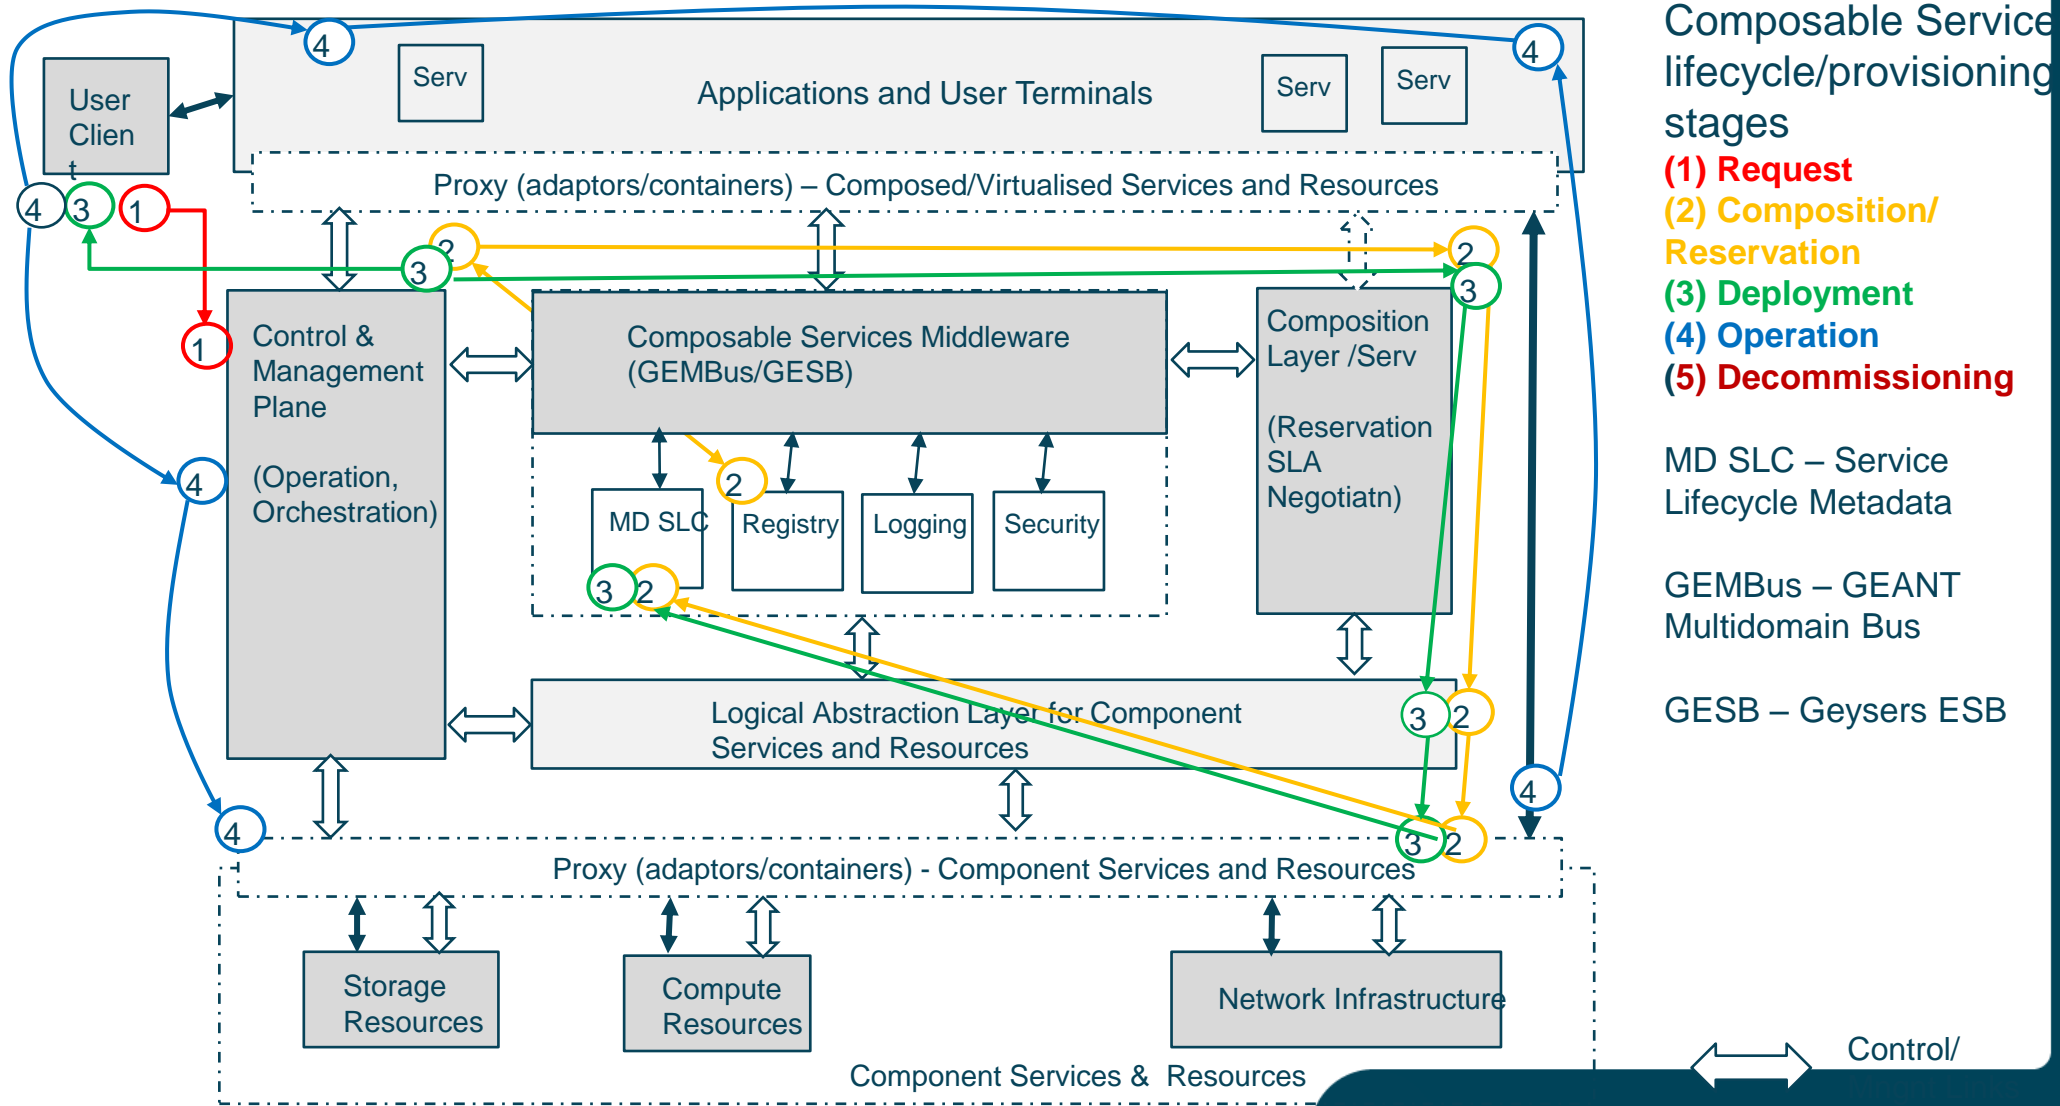 4
4
Serv
Applications and User Terminals
Serv
Serv
User
Clien
t
Proxy (adaptors/containers) – Composed/Virtualised Services and Resources
4
3
1
2
3
2
3
1
Control &
Management
Plane
(Operation,
Orchestration)
Composable Services Middleware
(GEMBus/GESB)
Composition
Layer /Serv
(Reservation
SLA
Negotiatn)
4
2
MD SLC
Registry
Logging
Security
3
2
Logical Abstraction Layer for Component
Services and Resources
3
2
4
4
3
2
Proxy (adaptors/containers) - Component Services and Resources
Storage
Resources
Compute
Resources
Network Infrastructure
Component Services &  Resources
Composable Service
lifecycle/provisioning
stages
(1) Request
(2) Composition/
Reservation
(3) Deployment
(4) Operation
(5) Decommissioning
MD SLC – Service
Lifecycle Metadata
GEMBus – GEANT
Multidomain Bus
GESB – Geysers ESB
Control/
Links